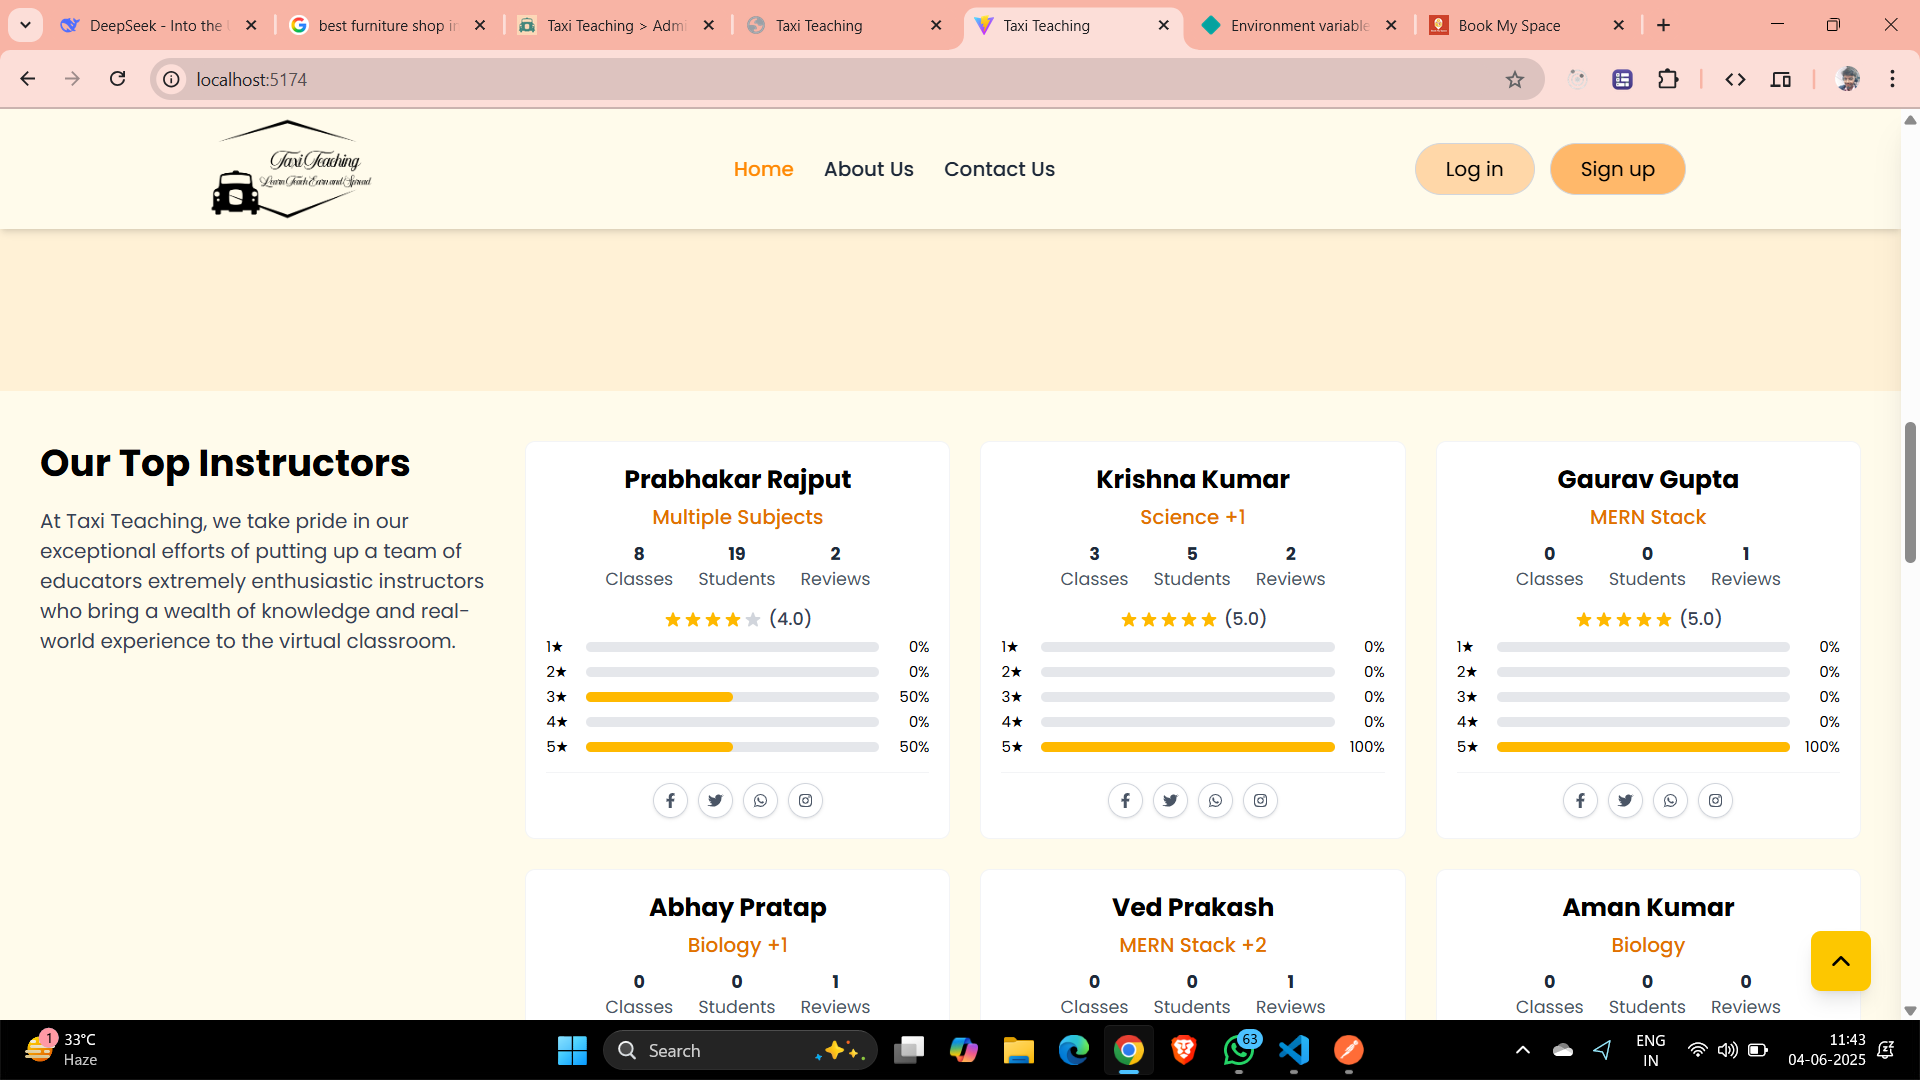 DeepSeek - Into the
best furniture shop in
Taxi Teaching > Admi
Taxi Teaching
Taxi Teaching
Environment variable
Book My Space
localhost:5174
Taxi Teaching
Learn Teach Earn and Spread
Home
About Us
Contact Us
Log in
Sign up
Our Top Instructors
At Taxi Teaching, we take pride in our
exceptional efforts of putting up a team of
educators extremely enthusiastic instructors
who bring a wealth of knowledge and real-
world experience to the virtual classroom.
Prabhakar Rajput
Multiple Subjects
8 19 2
Classes Students Reviews
(4.0)
1★ 0%
2★ 0%
3★ 50%
4★ 0%
5★ 50%
Krishna Kumar
Science +1
3 5 2
Classes Students Reviews
(5.0)
1★ 0%
2★ 0%
3★ 0%
4★ 0%
5★ 100%
Gaurav Gupta
MERN Stack
0 0 1
Classes Students Reviews
(5.0)
1★ 0%
2★ 0%
3★ 0%
4★ 0%
5★ 100%
Abhay Pratap
Biology +1
0 0 1
Classes Students Reviews
Ved Prakash
MERN Stack +2
0 0 1
Classes Students Reviews
Aman Kumar
Biology
0 0 0
Classes Students Reviews
1
33°C
Haze
Search
63
ENG
IN
11:43
04-06-2025